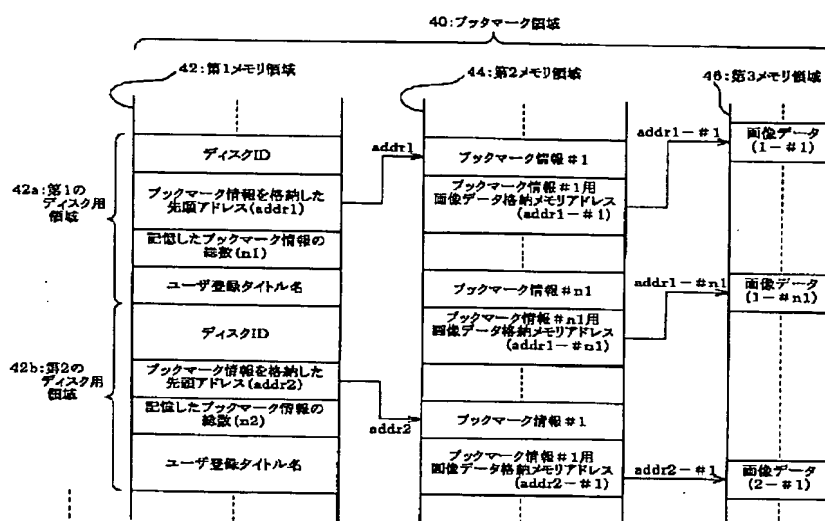 40:ブックマーク領域
42:第1メモリ領域
44:第2メモリ領域
46:第3メモリ領域
42a:第1の
ディスク用
領域
ディスクID
ブックマーク情報を格納した
先頭アドレス(addr1)
記憶したブックマーク情報の
総数(n1)
ユーザ登録タイトル名
42b:第2の
ディスク用
領域
ディスクID
ブックマーク情報を格納した
先頭アドレス(addr2)
記憶したブックマーク情報の
総数(n2)
ユーザ登録タイトル名
addr1
addr2
ブックマーク情報#1
ブックマーク情報#1用
画像データ格納メモリアドレス
(addr1-#1)
ブックマーク情報#n1
ブックマーク情報#n1用
画像データ格納メモリアドレス
(addr1-#n1)
ブックマーク情報#1
ブックマーク情報#1用
画像データ格納メモリアドレス
(addr2-#1)
addr1-#1
addr1-#n1
addr2-#1
画像データ
(1-#1)
画像データ
(1-#n1)
画像データ
(2-#1)